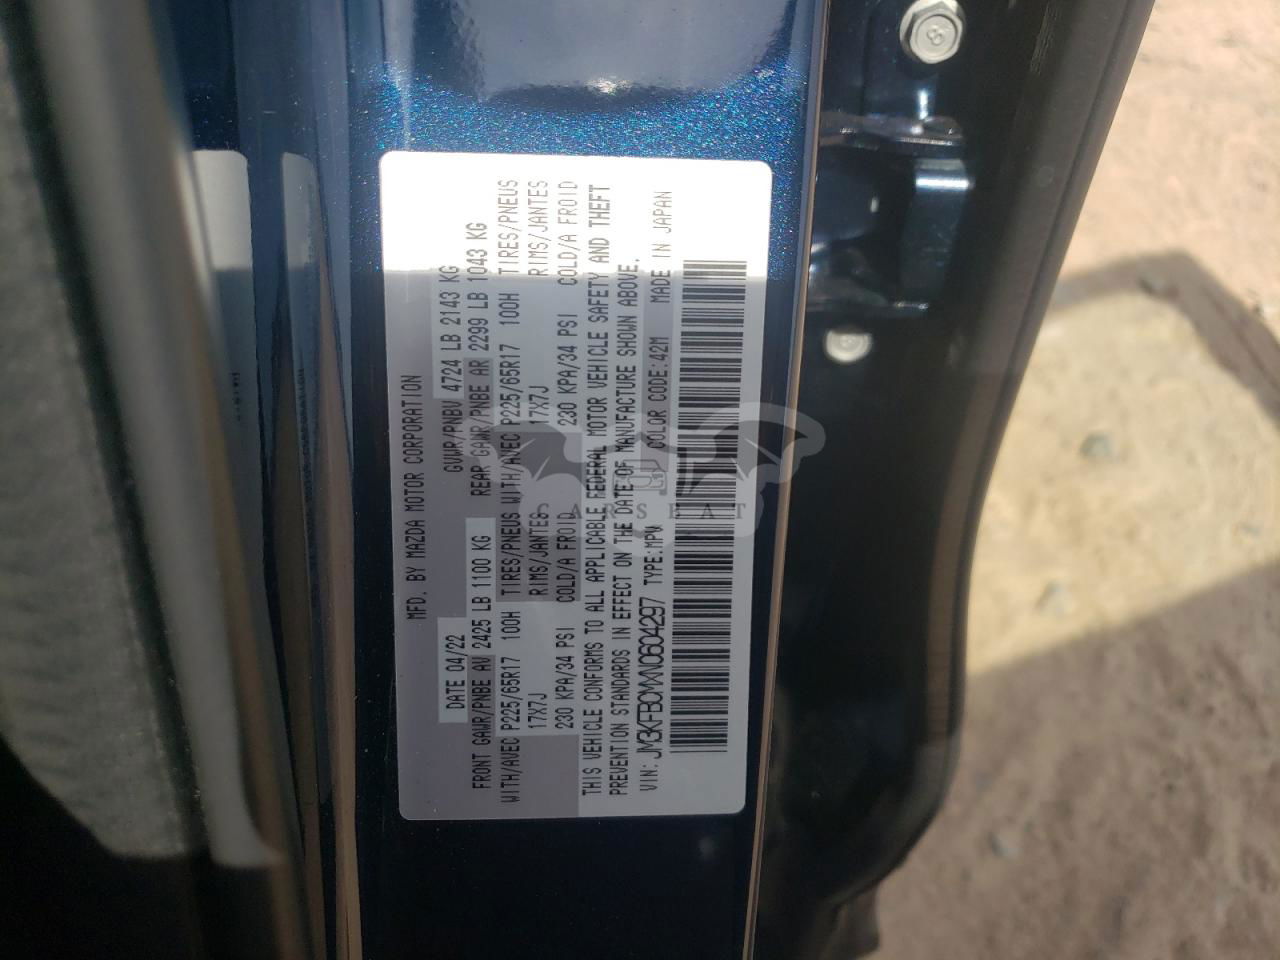 MFD. BY MAZDA MOTOR CORPORATION
DATE 04/22 GVWR/PNBV 4724 LB 2143 KG
FRONT GAWR/PNBE AV 2425 LB 1100 KG REAR GAWR/PNBE AR 2299 LB 1043 KG
WITH/AVEC P225/65R17 100H TIRES/PNEUS WITH/AVEC P225/65R17 100H TIRES/PNEUS
17X7J RIMS/JANTES 17X7J RIMS/JANTES
230 KPA/34 PSI COLD/A FROID 230 KPA/34 PSI COLD/A FROID
THIS VEHICLE CONFORMS TO ALL APPLICABLE FEDERAL MOTOR VEHICLE SAFETY AND THEFT
PREVENTION STANDARDS IN EFFECT ON THE DATE OF MANUFACTURE SHOWN ABOVE.
VIN: JM3KFBCMXN0604297 TYPE:MPV COLOR CODE:42M MADE IN JAPAN
CARSEAT
8